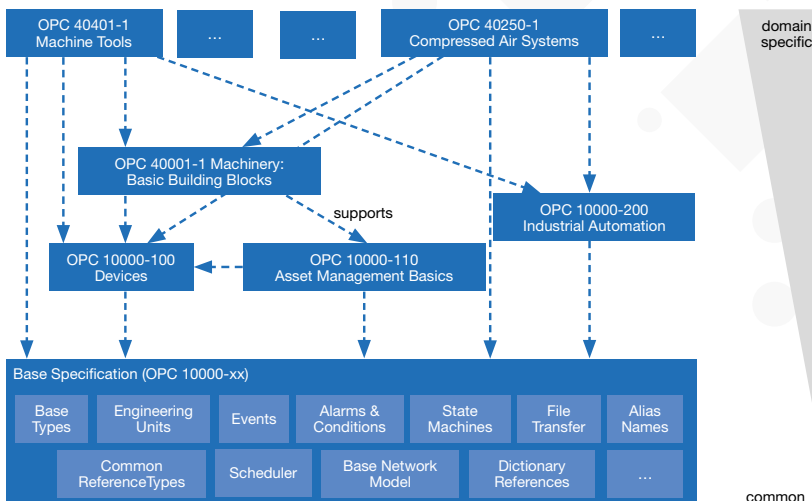 OPC 40401-1
Machine Tools
...
...
OPC 40250-1
Compressed Air Systems
...
domain
specific
OPC 40001-1 Machinery:
Basic Building Blocks
supports
OPC 10000-200
Industrial Automation
OPC 10000-100
Devices
OPC 10000-110
Asset Management Basics
Base Specification (OPC 10000-xx)
Base
Types
Engineering
Units
Events
Alarms &
Conditions
State
Machines
File
Transfer
Alias
Names
Common
ReferenceTypes
Scheduler
Base Network
Model
Dictionary
References
...
common